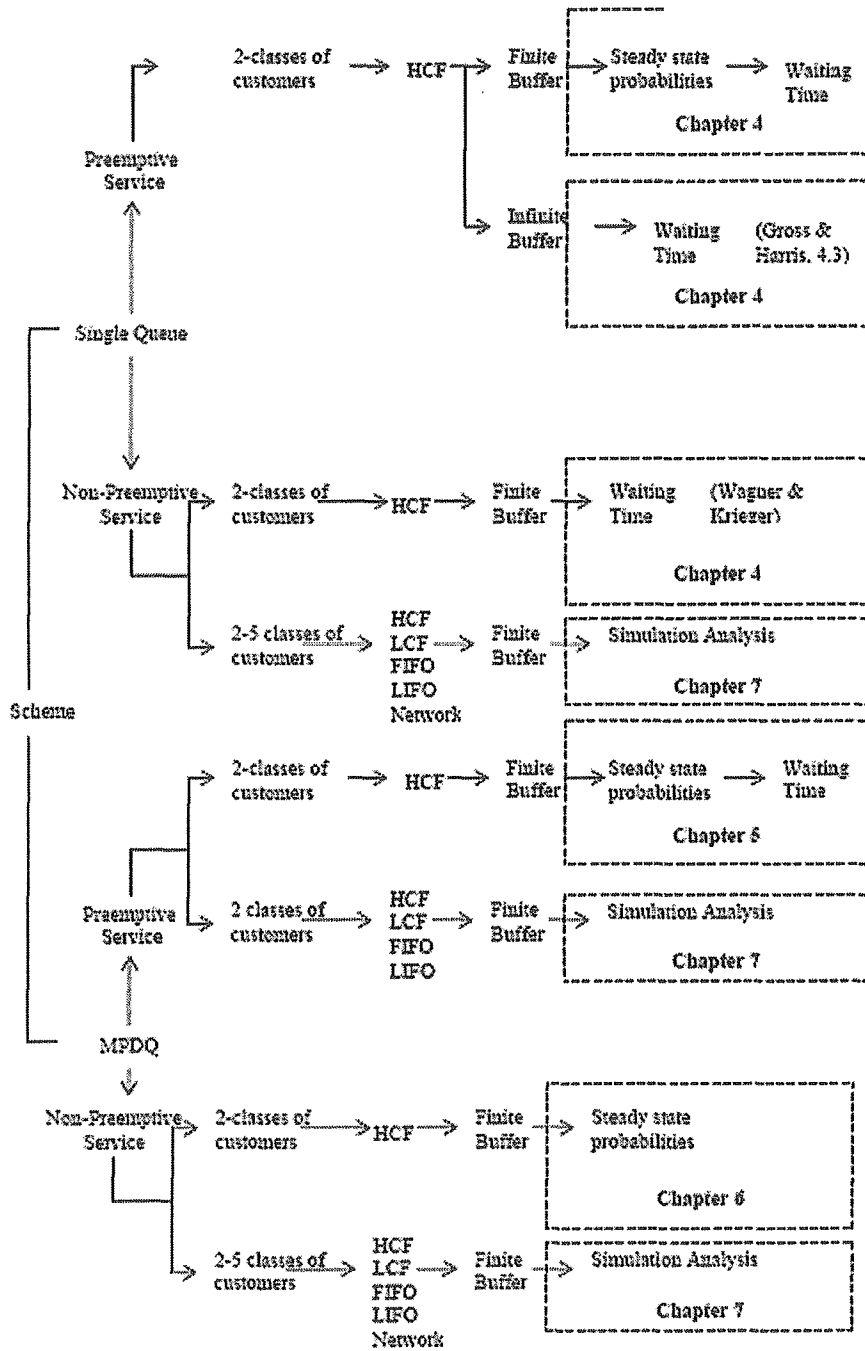 2-classes of customers
HCF
Finite Buffer
Steady state probabilities
Waiting Time
Chapter 4
Preemptive Service
Infinite Buffer
Waiting Time
(Gross & Harris, 4.3)
Chapter 4
Single Queue
Non-Preemptive Service
2-classes of customers
HCF
Finite Buffer
Waiting Time
(Wagner & Krieger)
Chapter 4
2-5 classes of customers
HCF
LCF
FIFO
LIFO
Network
Finite Buffer
Simulation Analysis
Chapter 7
Scheme
2-classes of customers
HCF
Finite Buffer
Steady state probabilities
Waiting Time
Chapter 5
Preemptive Service
2 classes of customers
HCF
LCF
FIFO
LIFO
Finite Buffer
Simulation Analysis
Chapter 7
MPDQ
Non-Preemptive Service
2-classes of customers
HCF
Finite Buffer
Steady state probabilities
Chapter 6
2-5 classes of customers
HCF
LCF
FIFO
LIFO
Network
Finite Buffer
Simulation Analysis
Chapter 7